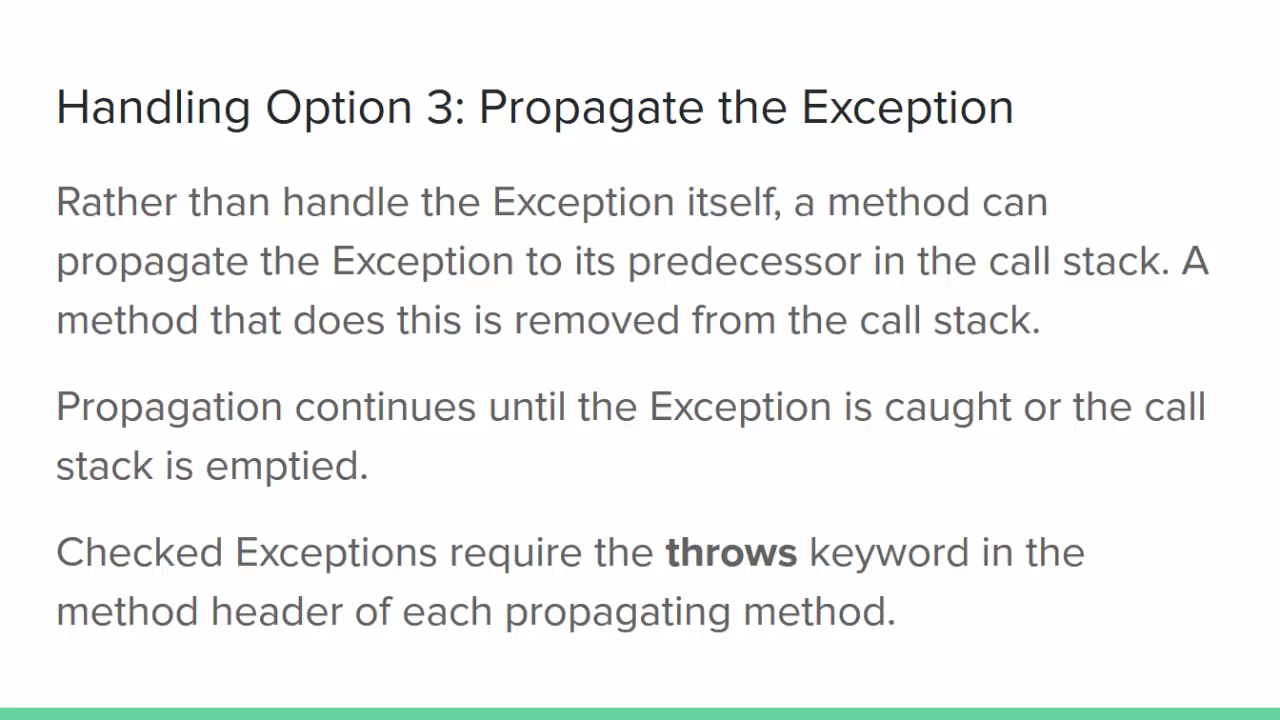 Handling Option 3: Propagate the Exception
Rather than handle the Exception itself, a method can
propagate the Exception to its predecessor in the call stack. A
method that does this is removed from the call stack.
Propagation continues until the Exception is caught or the call
stack is emptied.
Checked Exceptions require the throws keyword in the
method header of each propagating method.